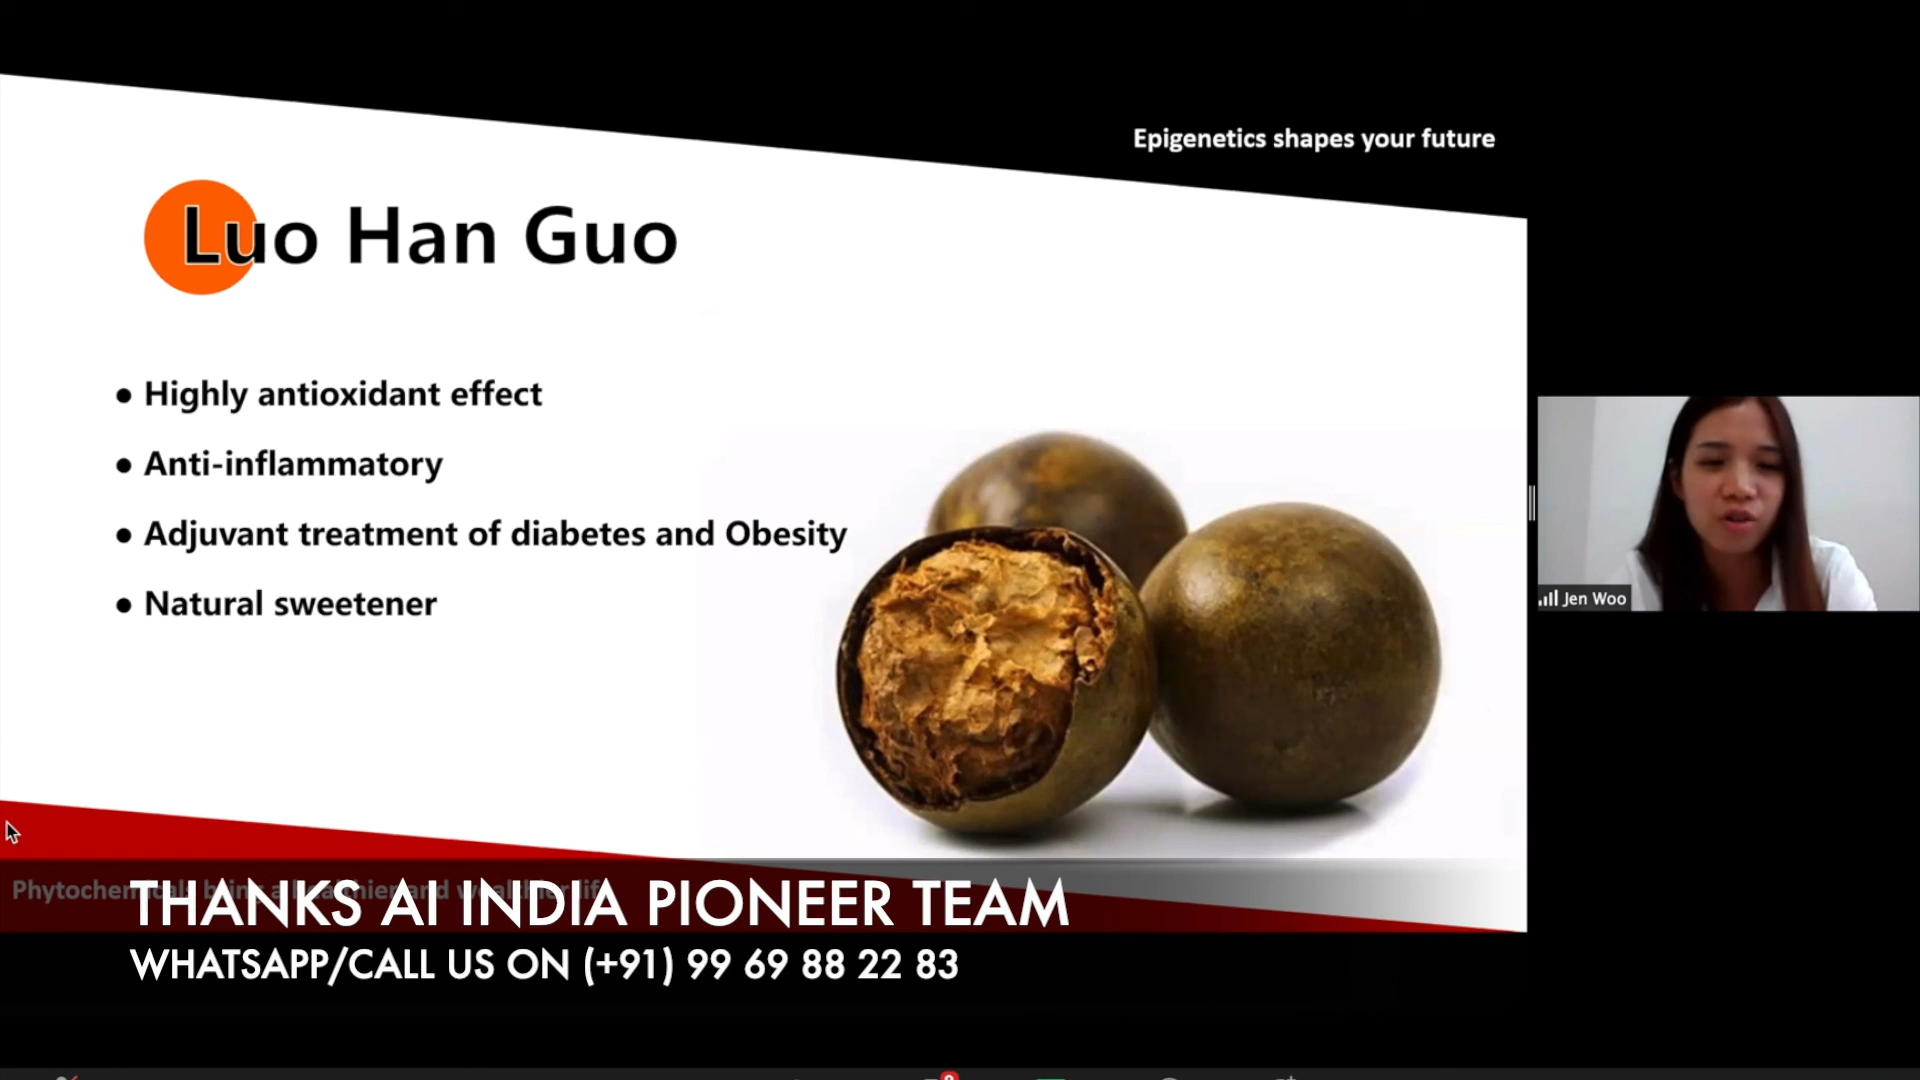 Epigenetics shapes your future
Luo Han Guo
● Highly antioxidant effect
● Anti-inflammatory
● Adjuvant treatment of diabetes and Obesity
● Natural sweetener
Jen Woo
THANKS AI INDIA PIONEER TEAM
WHATSAPP/CALL US ON (+91) 99 69 88 22 83